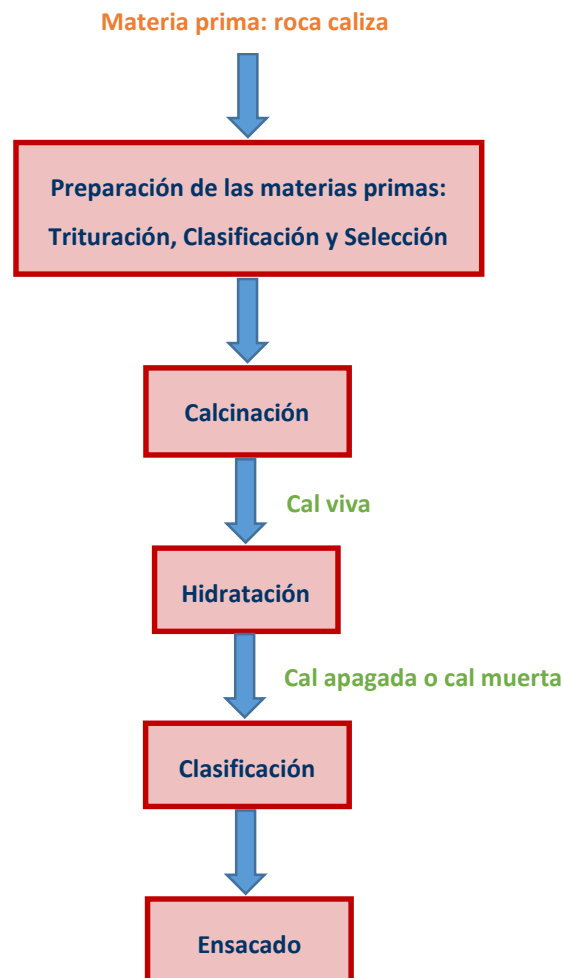 Materia prima: roca caliza
Preparación de las materias primas:
Trituración, Clasificación y Selección
Calcinación
Cal viva
Hidratación
Cal apagada o cal muerta
Clasificación
Ensacado